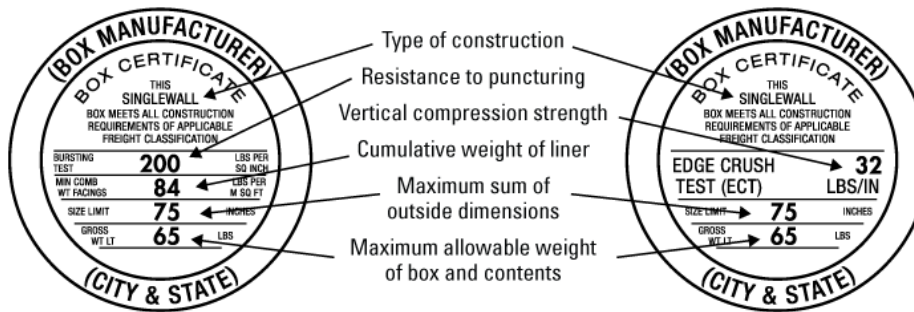 (BOX MANUFACTURER)
BOX CERTIFICATE
THIS
SINGLEWALL
BOX MEETS ALL CONSTRUCTION
REQUIREMENTS OF APPLICABLE
FREIGHT CLASSIFICATION
BURSTING
TEST
200
LBS PER
SQ INCH
MIN COMB
WT FACINGS
84
LBS PER
M SQ FT
SIZE LIMIT 75 INCHES
GROSS
WT LT
65
LBS
(CITY & STATE)
Type of construction
Resistance to puncturing
Vertical compression strength
Cumulative weight of liner
Maximum sum of
outside dimensions
Maximum allowable weight
of box and contents
(BOX MANUFACTURER)
BOX CERTIFICATE
THIS
SINGLEWALL
BOX MEETS ALL CONSTRUCTION
REQUIREMENTS OF APPLICABLE
FREIGHT CLASSIFICATION
EDGE CRUSH 32
TEST (ECT) LBS/IN
SIZE LIMIT 75 INCHES
GROSS
WT LT
65
LBS
(CITY & STATE)